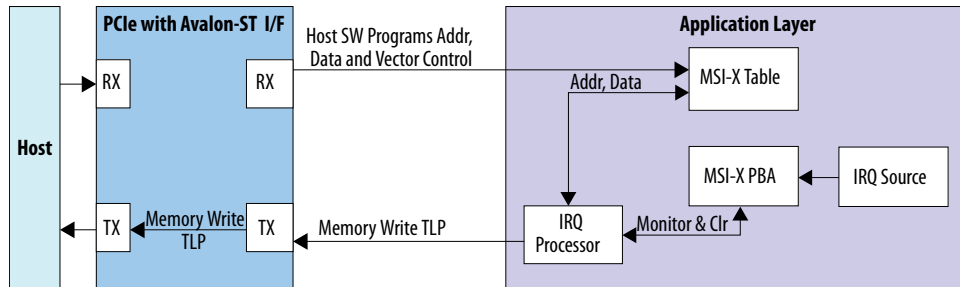 PCIe with Avalon-ST I/F
Application Layer
Host SW Programs Addr,
Data and Vector Control
RX
RX
Addr, Data
MSI-X Table
Host
MSI-X PBA
IRQ Source
TX
Memory Write
TLP
TX
Memory Write TLP
IRQ
Processor
Monitor & Clr